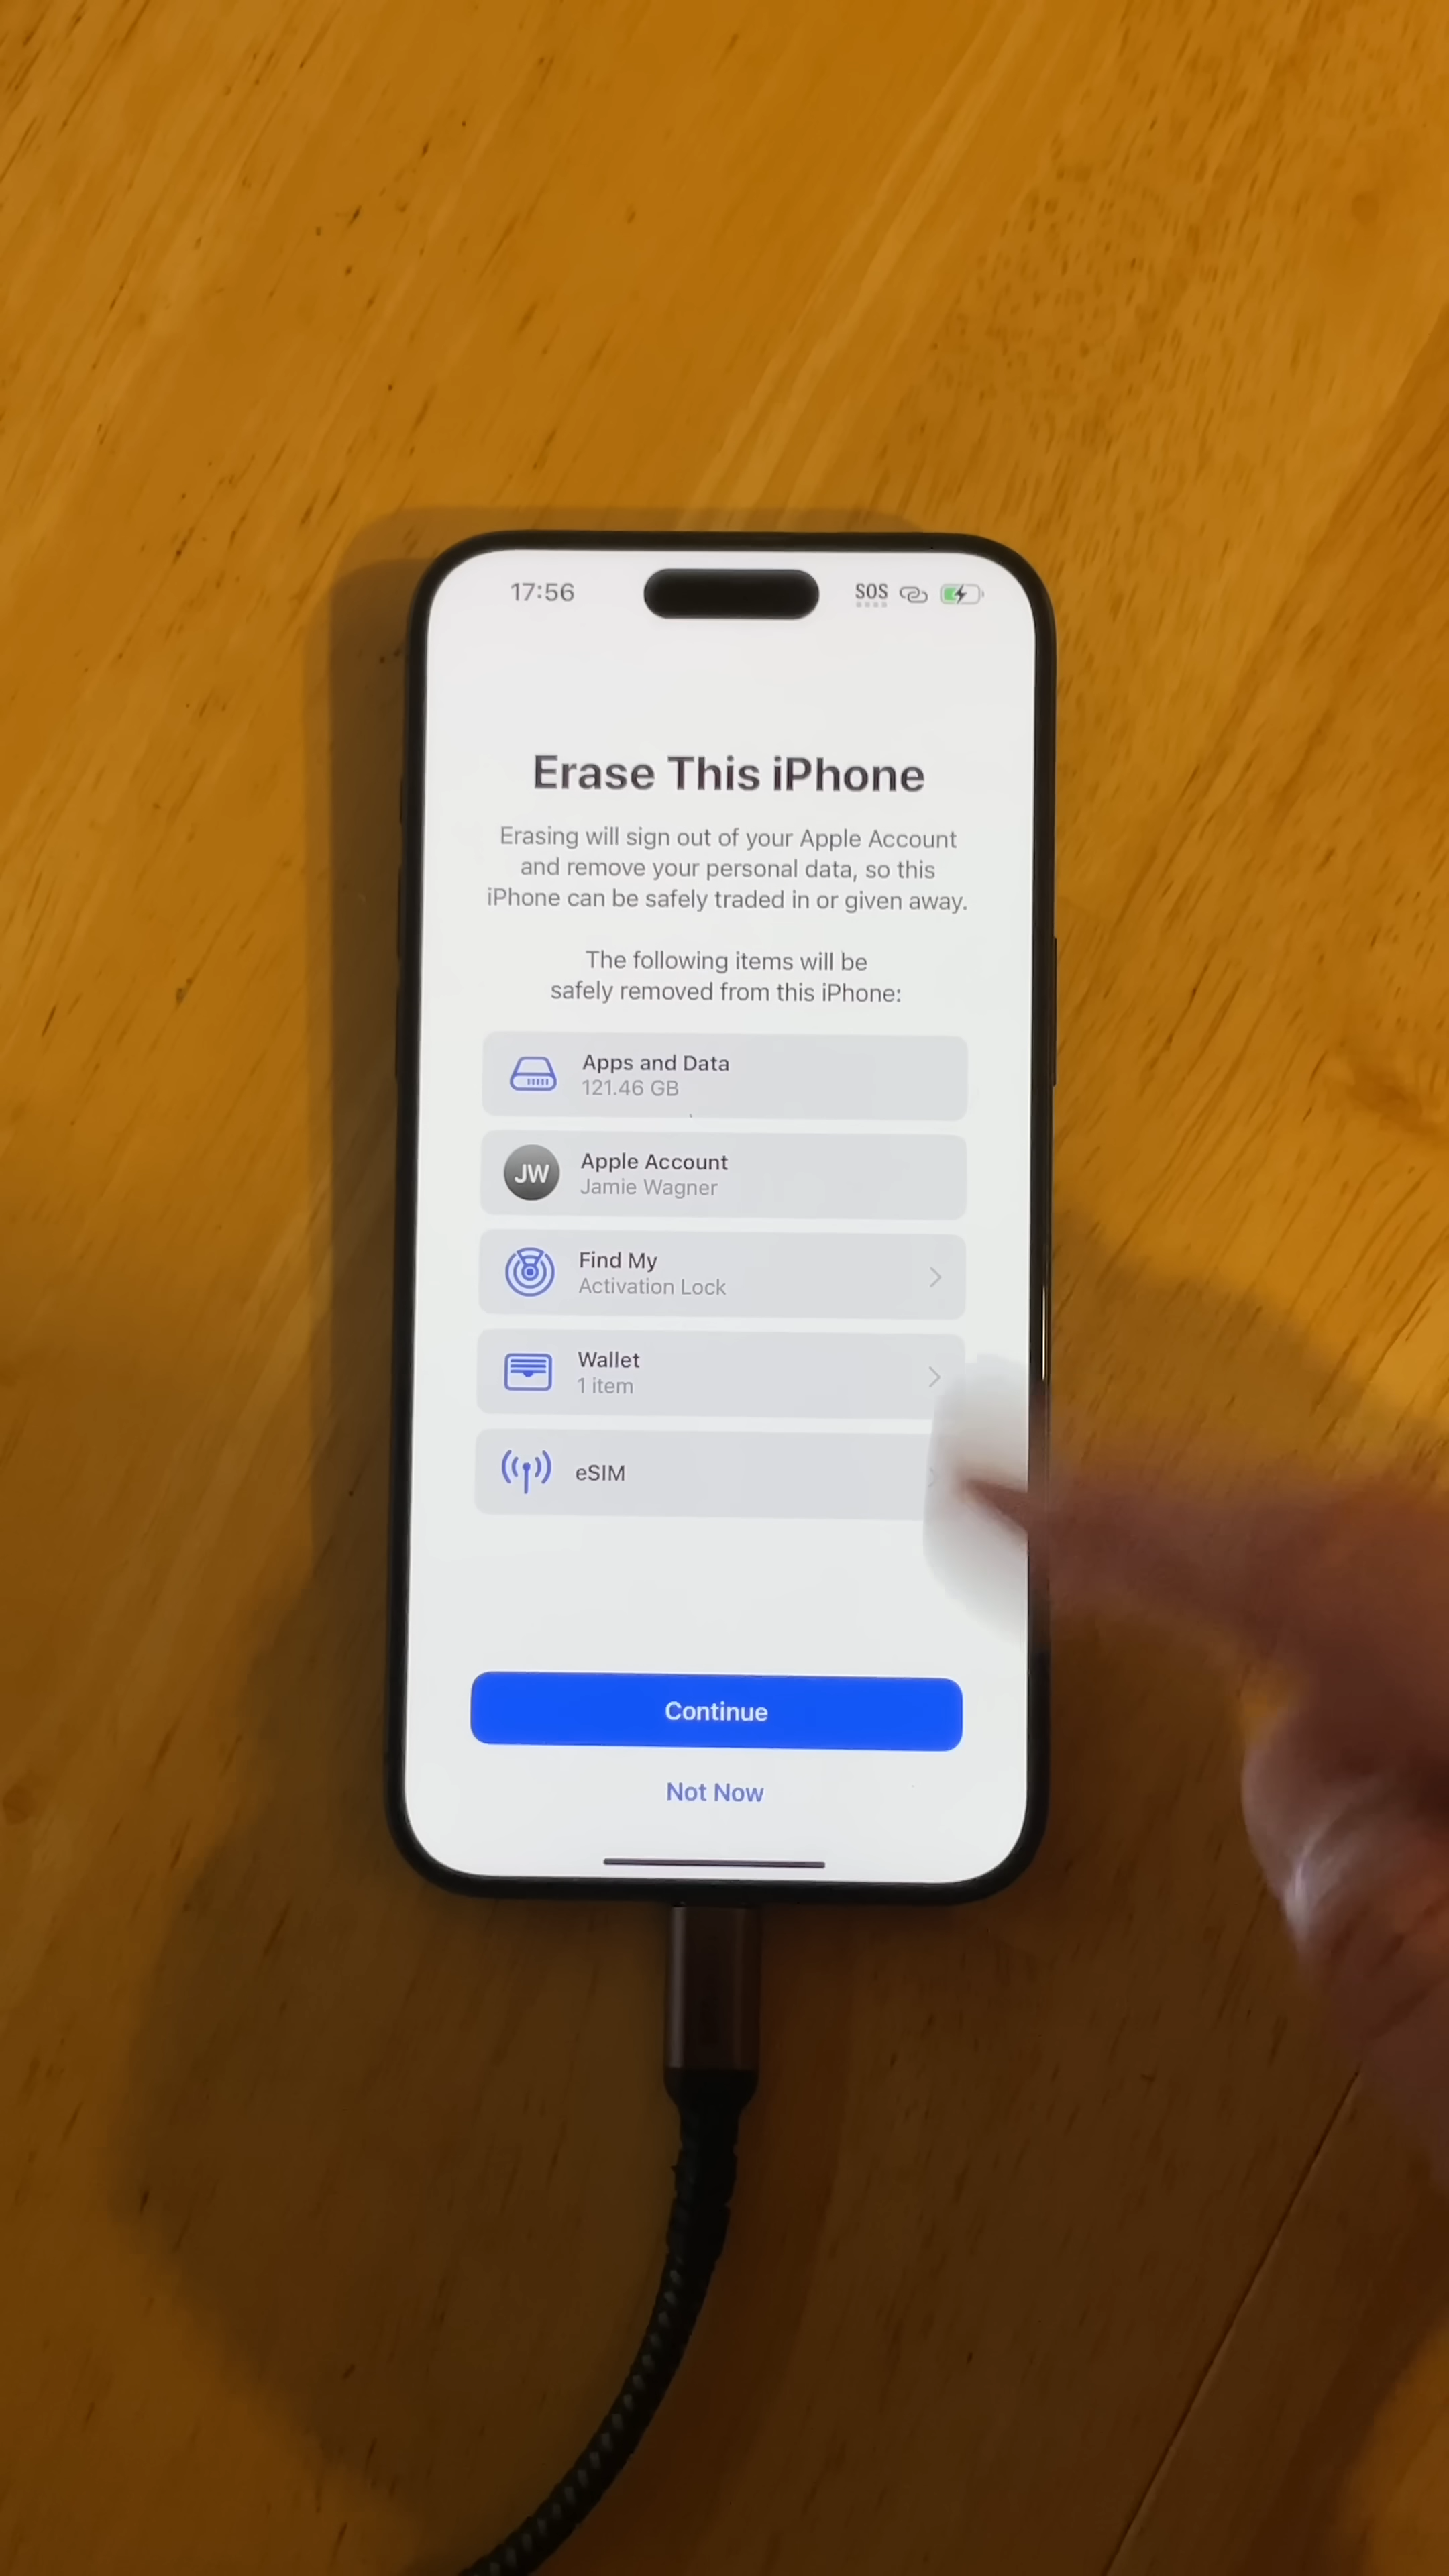 17:56
SOS
Erase This iPhone
Erasing will sign out of your Apple Account
and remove your personal data, so this
iPhone can be safely traded in or given away.
The following items will be
safely removed from this iPhone:
Apps and Data
121.46 GB
JW
Apple Account
Jamie Wagner
Find My
Activation Lock
Wallet
1 item
eSIM
Continue
Not Now